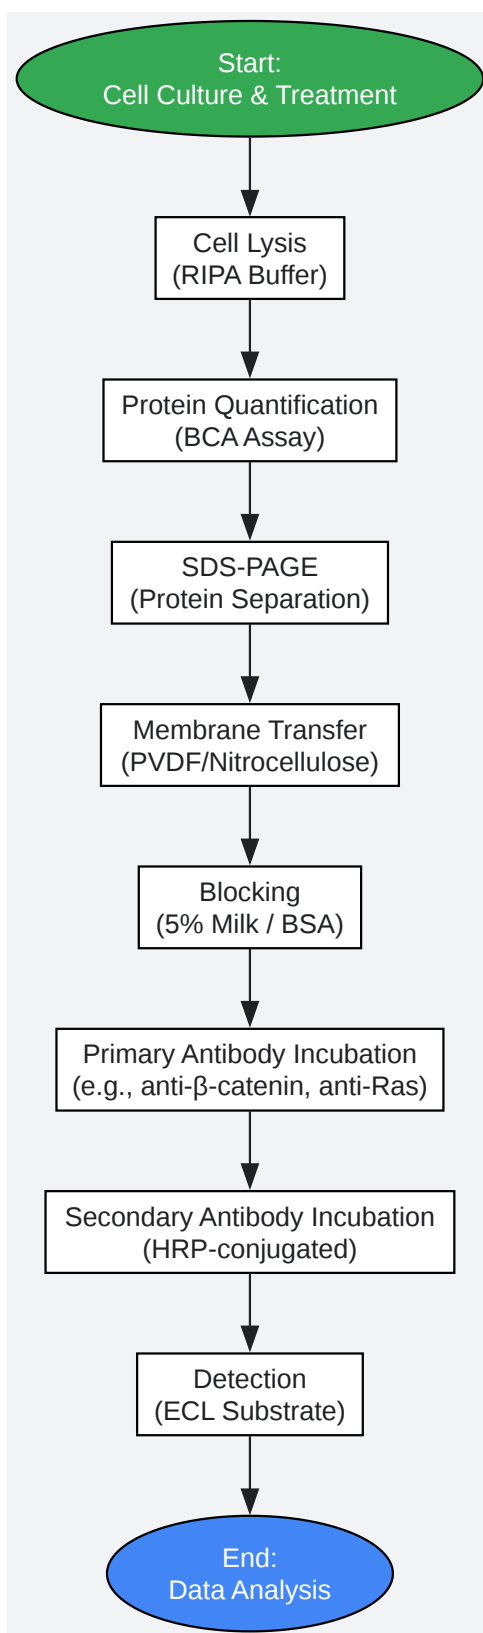 Start:
Cell Culture & Treatment
Cell Lysis
(RIPA Buffer)
Protein Quantification
(BCA Assay)
SDS-PAGE
(Protein Separation)
Membrane Transfer
(PVDF/Nitrocellulose)
Blocking
(5% Milk / BSA)
Primary Antibody Incubation
(e.g., anti-β-catenin, anti-Ras)
Secondary Antibody Incubation
(HRP-conjugated)
Detection
(ECL Substrate)
End:
Data Analysis